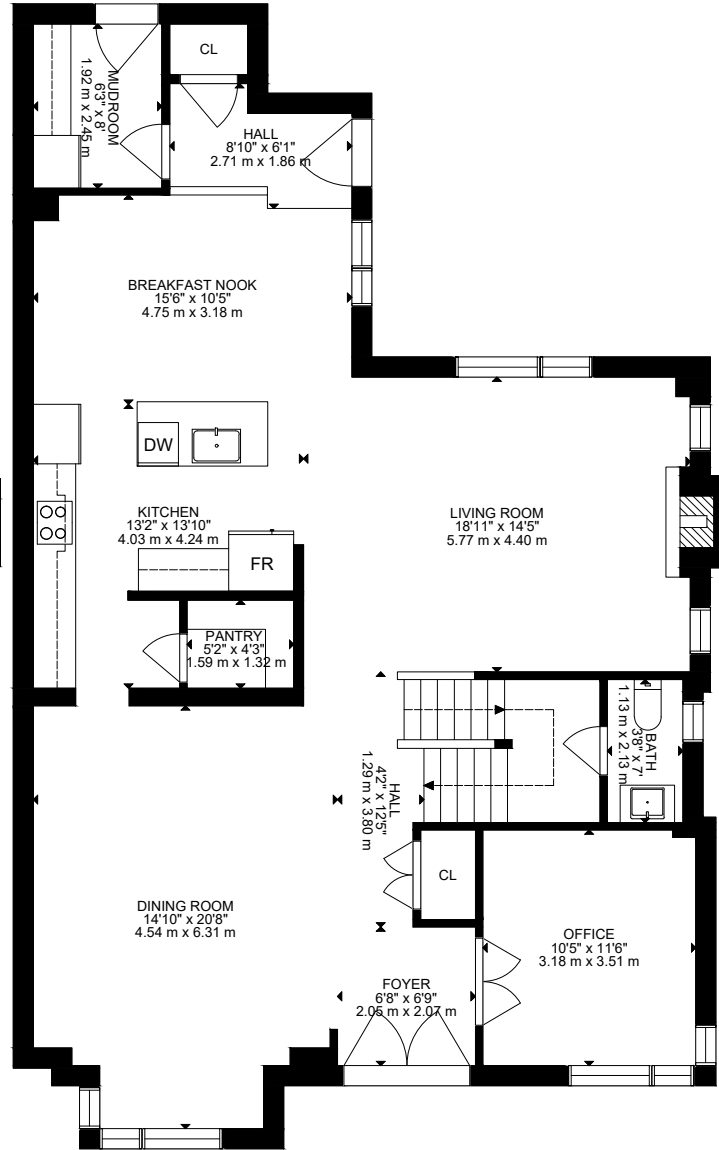 CL
MUDROOM
6'3" x 8'
1.92 m x 2.45 m
HALL
8'10" x 6'1"
2.71 m x 1.86 m
BREAKFAST NOOK
15'6" x 10'5"
4.75 m x 3.18 m
DW
KITCHEN
13'2" x 13'10"
4.03 m x 4.24 m
FR
LIVING ROOM
18'11" x 14'5"
5.77 m x 4.40 m
PANTRY
5'2" x 4'3"
1.59 m x 1.32 m
BATH
3'8" x 7'
1.13 m x 2.13 m
HALL
4'2" x 12'5"
1.29 m x 3.80 m
CL
DINING ROOM
14'10" x 20'8"
4.54 m x 6.31 m
OFFICE
10'5" x 11'6"
3.18 m x 3.51 m
FOYER
6'8" x 6'9"
2.05 m x 2.07 m